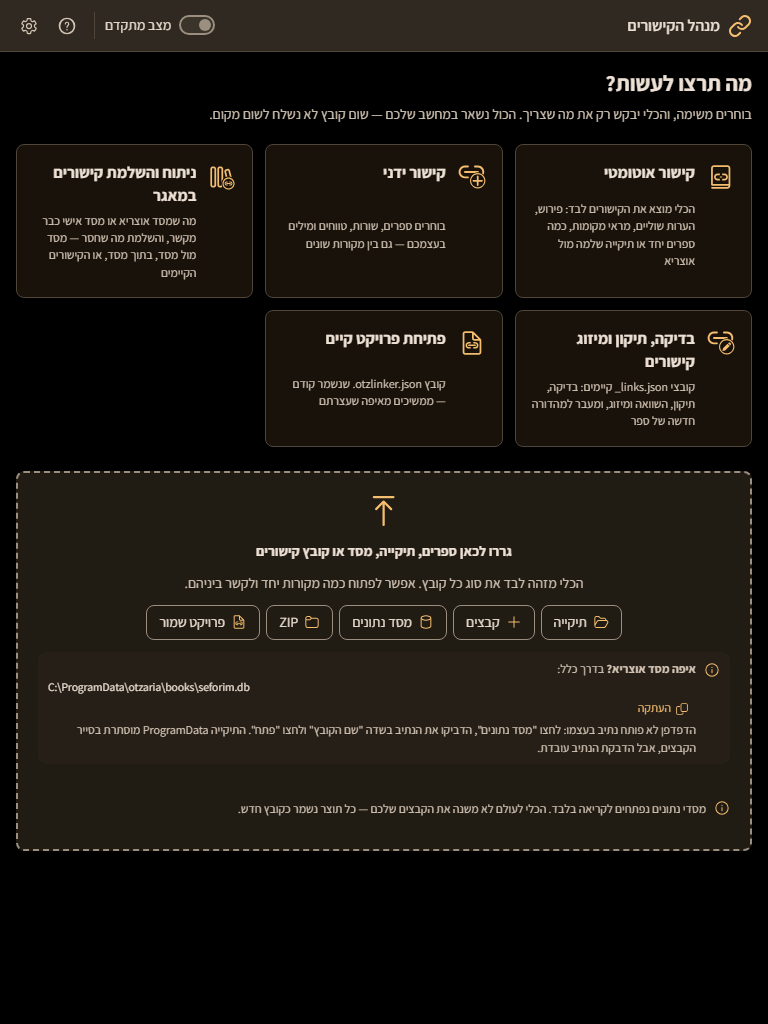 מנהל הקישורים
מצב מתקדם
מה תרצו לעשות?
בוחרים משימה, והכלי יבקש רק את מה שצריך. הכול נשאר במחשב שלכם — שום קובץ לא נשלח לשום מקום.
קישור אוטומטי
הכלי מוצא את הקישורים לבד: פירוש,
הערות שוליים, מראי מקומות, כמה
ספרים יחד או תיקייה שלמה מול
אוצריא
קישור ידני
בוחרים ספרים, שורות, טווחים ומילים
בעצמכם — גם בין מקורות שונים
ניתוח והשלמת קישורים
במאגר
מה שמסד אוצריא או מסד אישי כבר
מקשר, והשלמת מה שחסר — מסד
מול מסד, בתוך מסד, או הקישורים
הקיימים
בדיקה, תיקון ומיזוג
קישורים
קובצי links.json_ קיימים: בדיקה,
תיקון, השוואה ומיזוג, ומעבר למהדורה
חדשה של ספר
פתיחת פרויקט קיים
קובץ otzlinker.json. שנשמר קודם
— ממשיכים מאיפה שעצרתם
גררו לכאן ספרים, תיקייה, מסד או קובץ קישורים
הכלי מזהה לבד את סוג כל קובץ. אפשר לפתוח כמה מקורות יחד ולקשר ביניהם.
תיקייה
קבצים
מסד נתונים
ZIP
פרויקט שמור
איפה מסד אוצריא? בדרך כלל:
C:\ProgramData\otzaria\books\seforim.db
העתקה
הדפדפן לא פותח נתיב בעצמו: לחצו "מסד נתונים", הדביקו את הנתיב בשדה "שם הקובץ" ולחצו "פתח". התיקייה ProgramData מוסתרת בסייר
הקבצים, אבל הדבקת הנתיב עובדת.
מסדי נתונים נפתחים לקריאה בלבד. הכלי לעולם לא משנה את הקבצים שלכם — כל תוצר נשמר כקובץ חדש.